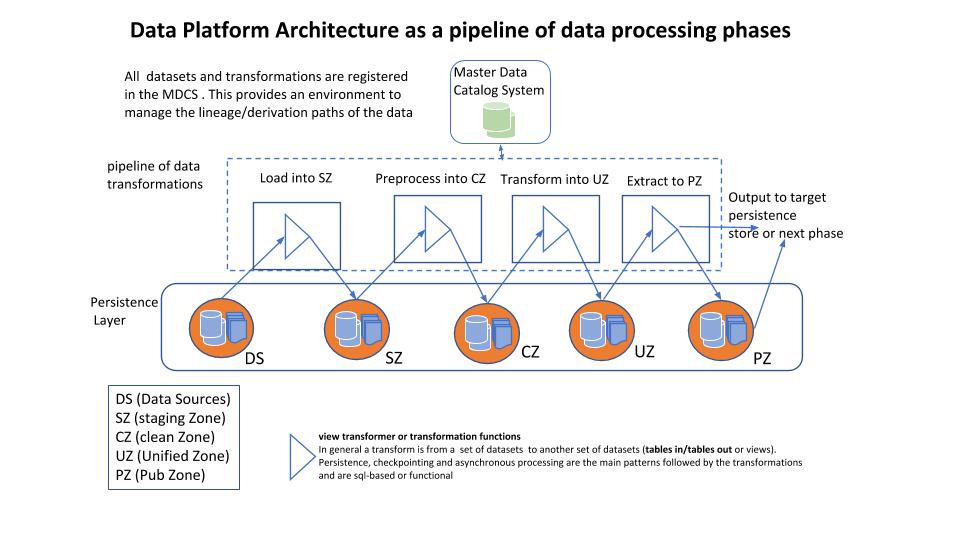 Data Platform Architecture as a pipeline of data processing phases
All datasets and transformations are registered
in the MDCS . This provides an environment to
manage the lineage/derivation paths of the data
Master Data
Catalog System
pipeline of data
transformations
Load into SZ
Preprocess into CZ
Transform into UZ
Extract to PZ
Output to target
persistence
store or next phase
Persistence
Layer
DS
SZ
CZ
UZ
PZ
DS (Data Sources)
SZ (staging Zone)
CZ (clean Zone)
UZ (Unified Zone)
PZ (Pub Zone)
view transformer or transformation functions
In general a transform is from a set of datasets to another set of datasets (tables in/tables out or views).
Persistence, checkpointing and asynchronous processing are the main patterns followed by the transformations
and are sql-based or functional